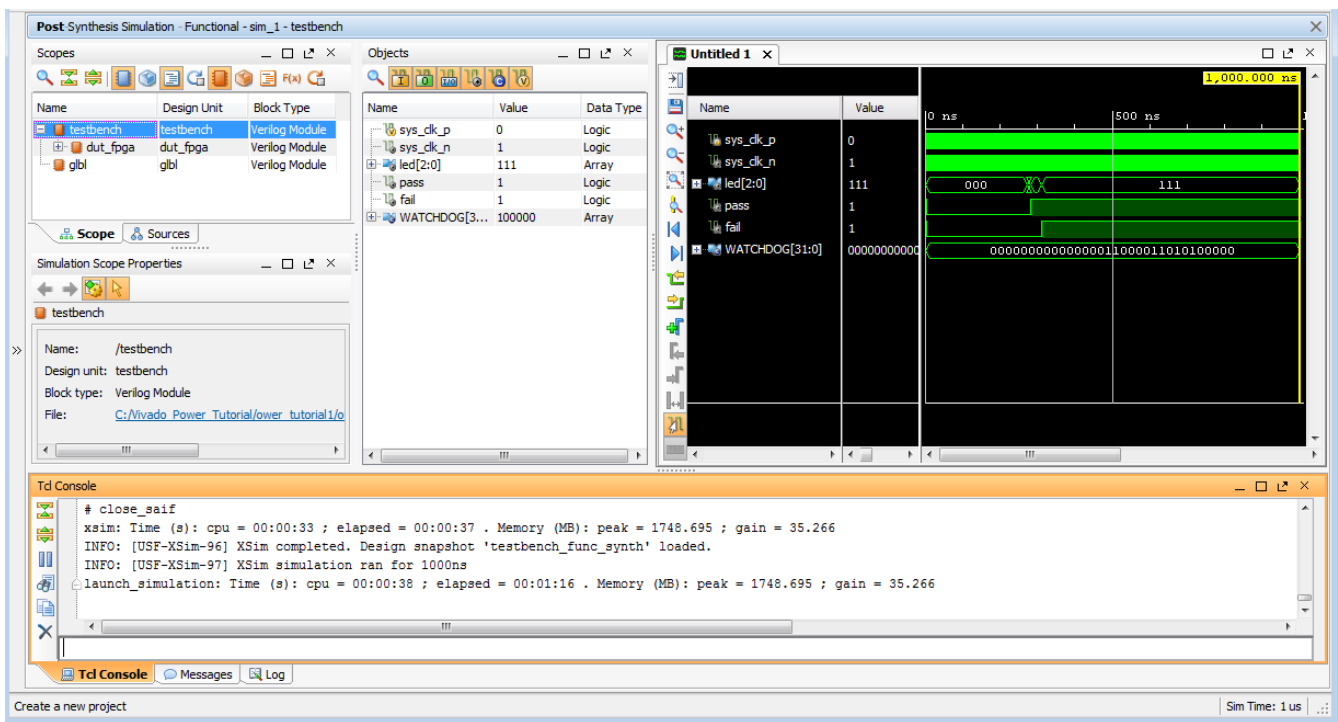 Post-Synthesis Simulation - Functional - sim_1 - testbench
Scopes
F(x)
Name Design Unit Block Type
testbench testbench Verilog Module
dut_fpga dut_fpga Verilog Module
glbl glbl Verilog Module
Scope Sources
Simulation Scope Properties
testbench
Name: /testbench
Design unit: testbench
Block type: Verilog Module
File: C:/Vivado_Power_Tutorial/ower_tutorial1/o
Objects
Name Value Data Type
sys_clk_p 0 Logic
sys_clk_n 1 Logic
led[2:0] 111 Array
pass 1 Logic
fail 1 Logic
WATCHDOG[3... 100000 Array
Untitled 1
1,000.000 ns
Name Value 0 ns 500 ns
sys_clk_p 0
sys_clk_n 1
led[2:0] 111 000 111
pass 1
fail 1
WATCHDOG[31:0] 00000000000 00000000000000011000011010100000
Tcl Console
# close_saif
xsim: Time (s): cpu = 00:00:33 ; elapsed = 00:00:37 . Memory (MB): peak = 1748.695 ; gain = 35.266
INFO: [USF-XSim-96] XSim completed. Design snapshot 'testbench_func_synth' loaded.
INFO: [USF-XSim-97] XSim simulation ran for 1000ns
launch_simulation: Time (s): cpu = 00:00:38 ; elapsed = 00:01:16 . Memory (MB): peak = 1748.695 ; gain = 35.266
Tcl Console Messages Log
Create a new project Sim Time: 1 us